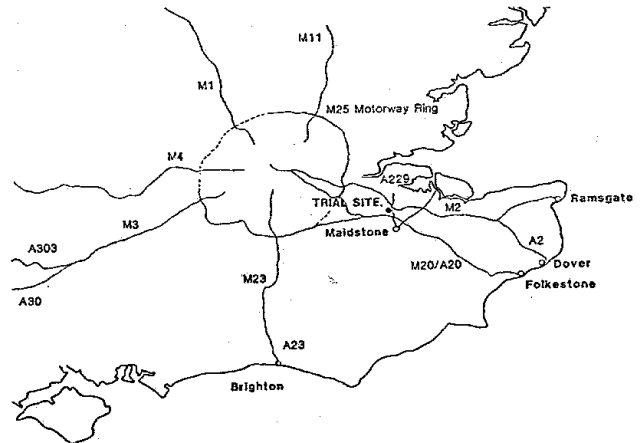 M11
M1
M25 Motorway Ring
M4
A229
M2
TRIAL SITE.
Ramsgate
M3
Maidstone
A303
M23
A2
M20/A20
Dover
Folkestone
A30
A23
Brighton